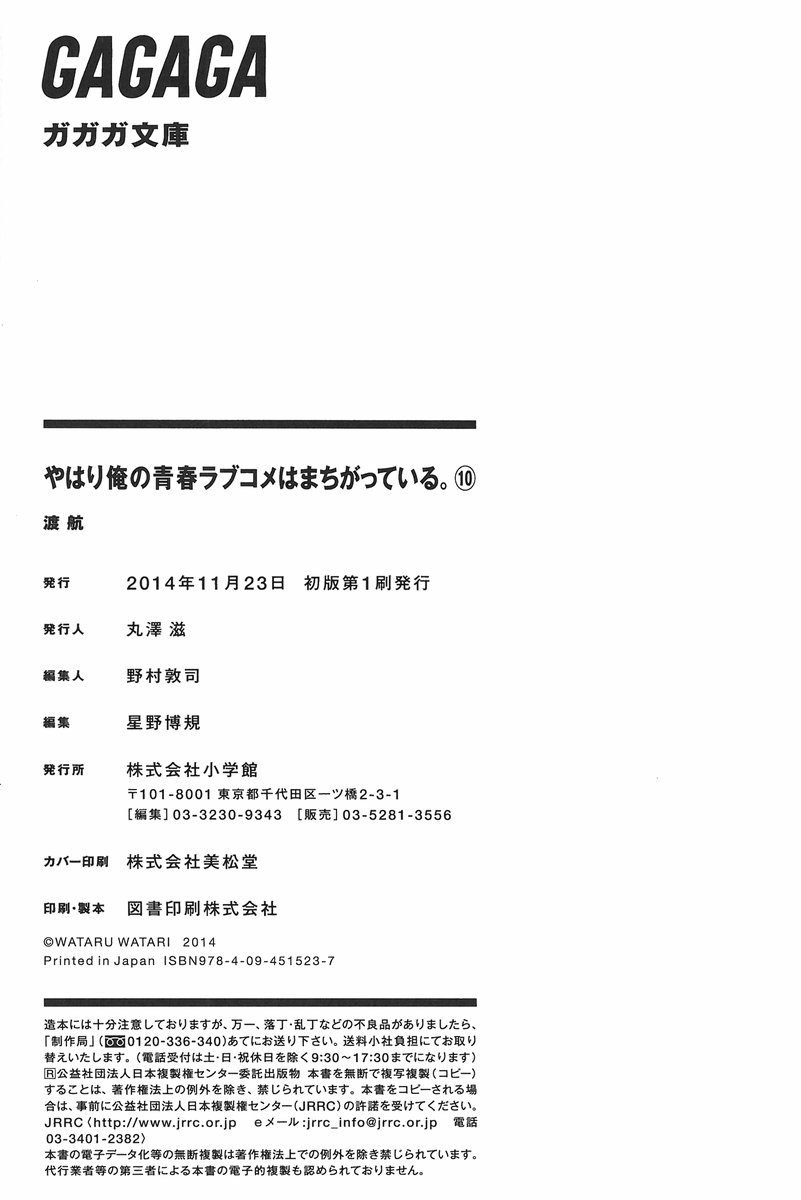 GAGAGA
ガガガ文庫
やはり俺の青春ラブコメはまちがっている。⑩
渡 航
発行 2014年11月23日 初版第1刷発行
発行人 丸澤 滋
編集人 野村敦司
編集 星野博規
発行所 株式会社小学館
〒101-8001 東京都千代田区一ツ橋2-3-1
[編集]03-3230-9343 [販売]03-5281-3556
カバー印刷 株式会社美松堂
印刷・製本 図書印刷株式会社
©WATARU WATARI 2014
Printed in Japan ISBN978-4-09-451523-7
造本には十分注意しておりますが、万一、落丁・乱丁などの不良品がありましたら、
「制作局」(0120-336-340)あてにお送り下さい。送料小社負担にてお取り
替えいたします。(電話受付は土・日・祝休日を除く9:30〜17:30までになります)
Ⓡ公益社団法人日本複製権センター委託出版物 本書を無断で複写複製(コピー)
することは、著作権法上の例外を除き、禁じられています。本書をコピーされる場
合は、事前に公益社団法人日本複製権センター(JRRC)の許諾を受けてください。
JRRC〈http://www.jrrc.or.jp eメール:jrrc_info@jrrc.or.jp 電話
03-3401-2382〉
本書の電子データ化等の無断複製は著作権法上での例外を除き禁じられています。
代行業者等の第三者による本書の電子的複製も認められておりません。